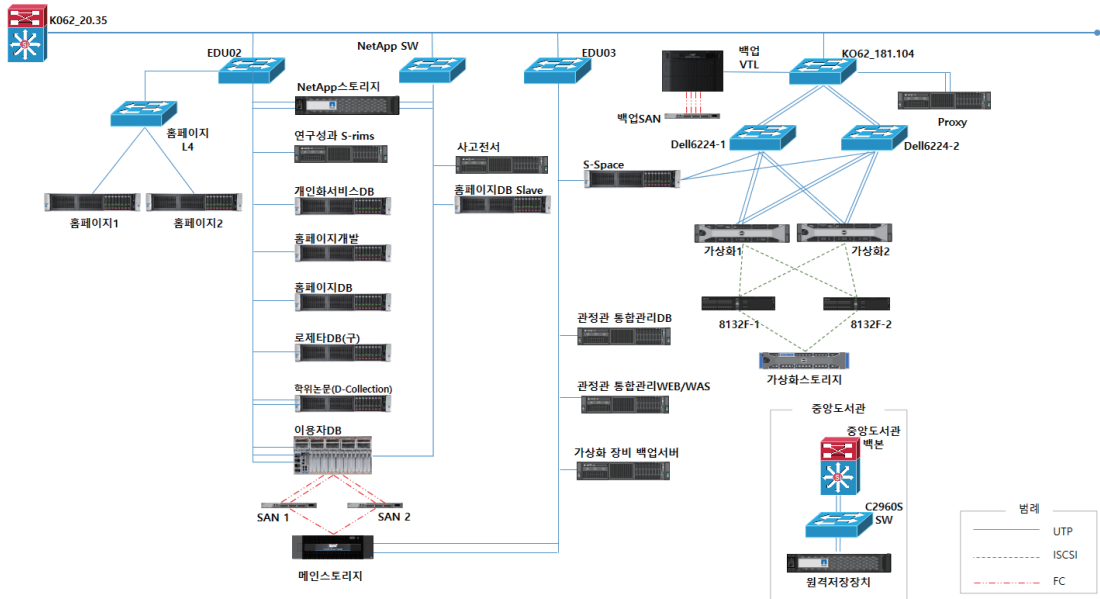 K062_20.35
EDU02
NetApp SW
EDU03
백업
VTL
KO62_181.104
NetApp스토리지
홈페이지
L4
백업SAN
Proxy
연구성과 S-rims
사고전서
Dell6224-1
Dell6224-2
S-Space
개인화서비스DB
홈페이지DB Slave
홈페이지1
홈페이지2
홈페이지개발
가상화1
가상화2
홈페이지DB
8132F-1
8132F-2
관정관 통합관리DB
로제타DB(구)
가상화스토리지
학위논문(D-Collection)
관정관 통합관리WEB/WAS
중앙도서관
이용자DB
중앙도서관
백본
가상화 장비 백업서버
SAN 1
SAN 2
C2960S
SW
범례
UTP
ISCSI
FC
메인스토리지
원격저장장치